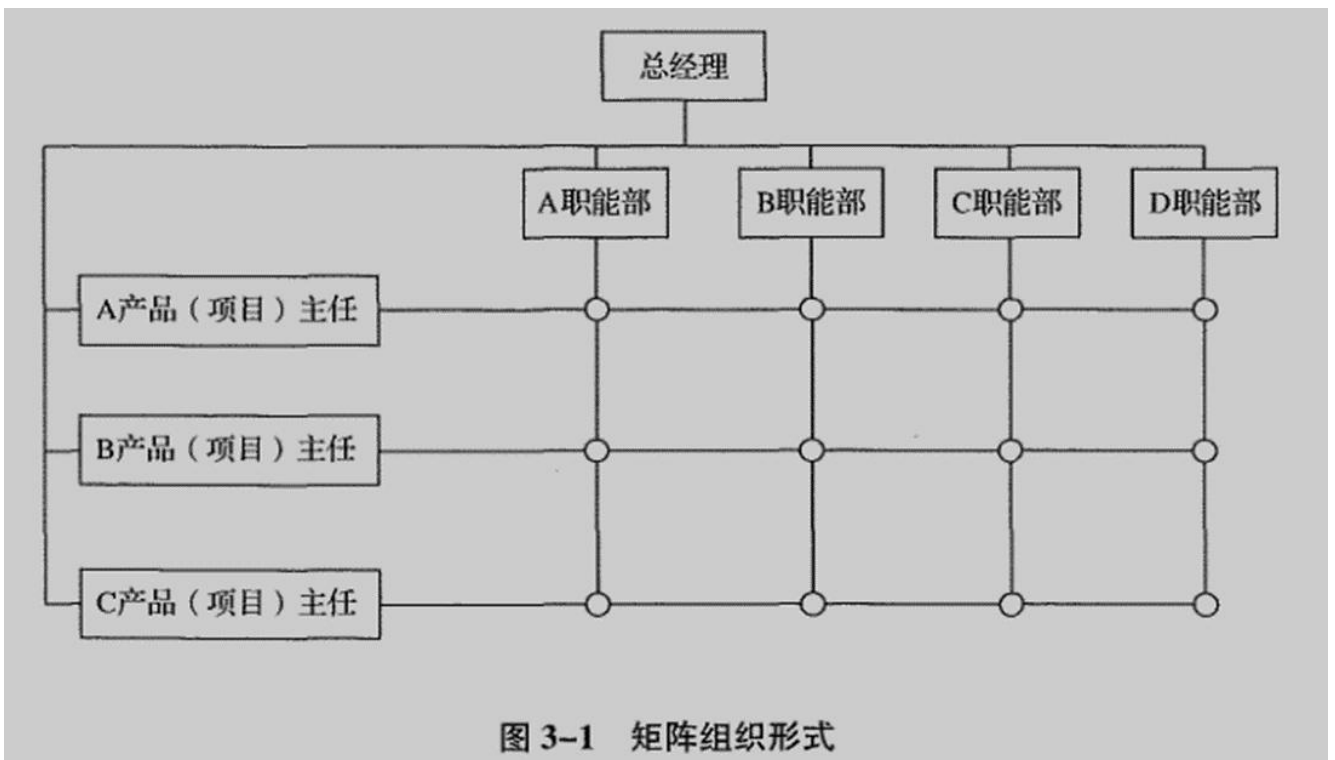 总经理
A职能部
B职能部
C职能部
D职能部
A产品（项目）主任
B产品（项目）主任
C产品（项目）主任
图 3-1 矩阵组织形式